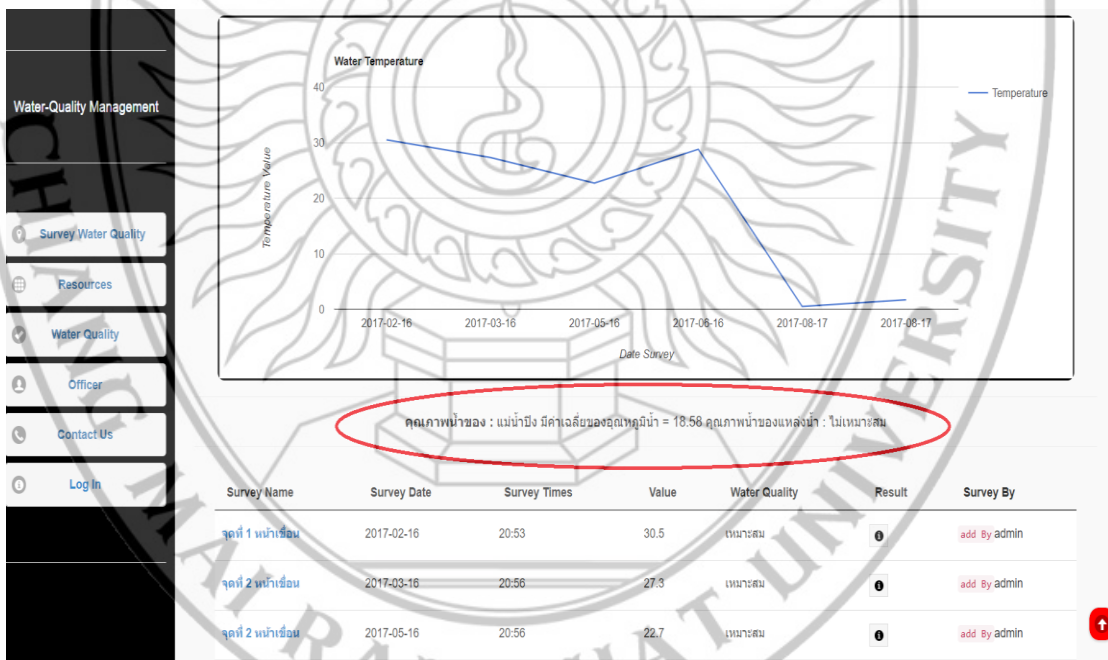 Water-Quality Management
Survey Water Quality
Resources
Water Quality
Officer
Contact Us
Log In
Water Temperature
Temperature
Temperature Value
40
30
20
10
0
2017-02-16 2017-03-16 2017-05-16 2017-06-16 2017-08-17 2017-08-17
Date Survey
คุณภาพน้ำของ : แม่น้ำปิง มีค่าเฉลี่ยของอุณหภูมิน้ำ = 18.58 คุณภาพน้ำของแหล่งน้ำ : ไม่เหมาะสม
Survey Name Survey Date Survey Times Value Water Quality Result Survey By
จุดที่ 1 หน้าเขื่อน 2017-02-16 20:53 30.5 เหมาะสม add By admin
จุดที่ 2 หน้าเขื่อน 2017-03-16 20:56 27.3 เหมาะสม add By admin
จุดที่ 2 หน้าเขื่อน 2017-05-16 20:56 22.7 เหมาะสม add By admin
CHIANG MAI RAJABHAT UNIVERSITY